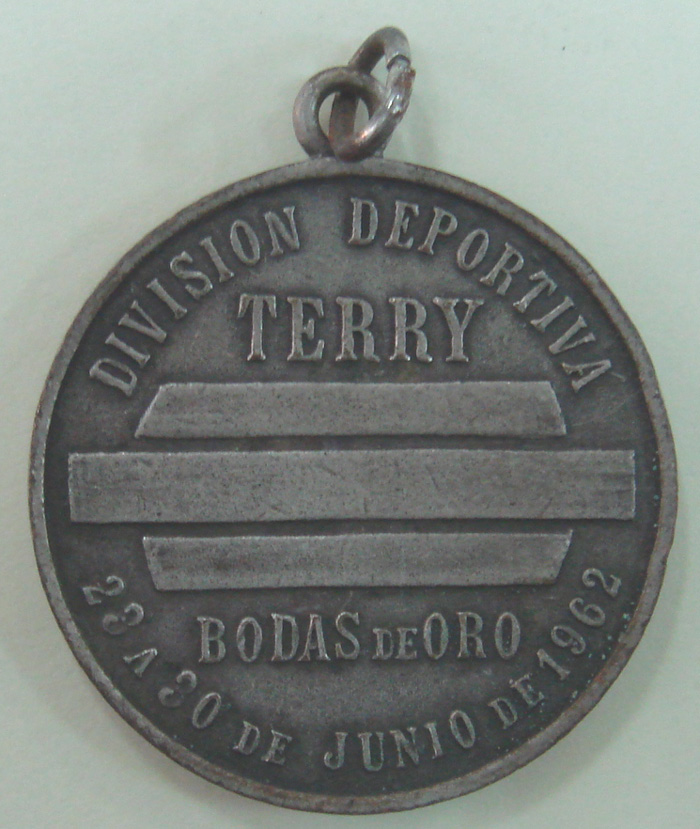 DIVISION DEPORTIVA
TERRY
BODAS DE ORO
23 A 30 DE JUNIO DE 1962